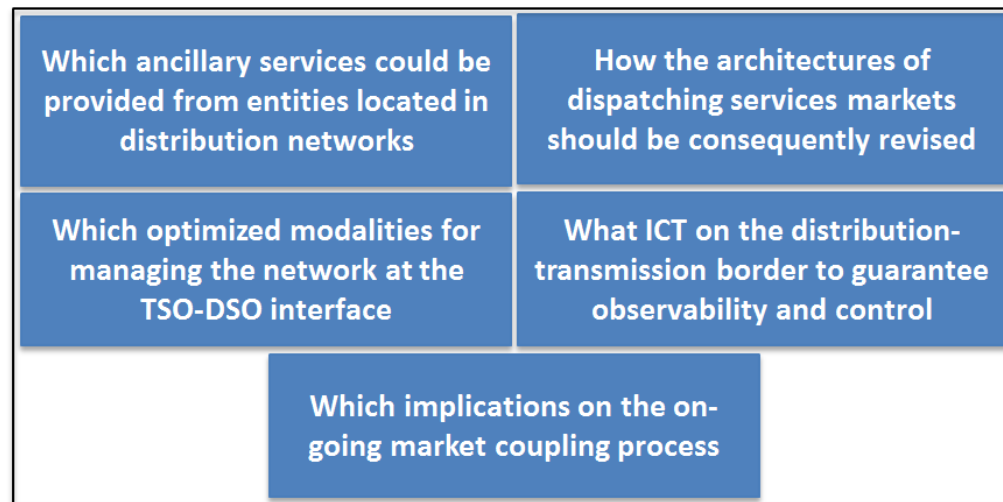 Which ancillary services could be
provided from entities located in
distribution networks
How the architectures of
dispatching services markets
should be consequently revised
Which optimized modalities for
managing the network at the
TSO-DSO interface
What ICT on the distribution-
transmission border to guarantee
observability and control
Which implications on the on-
going market coupling process